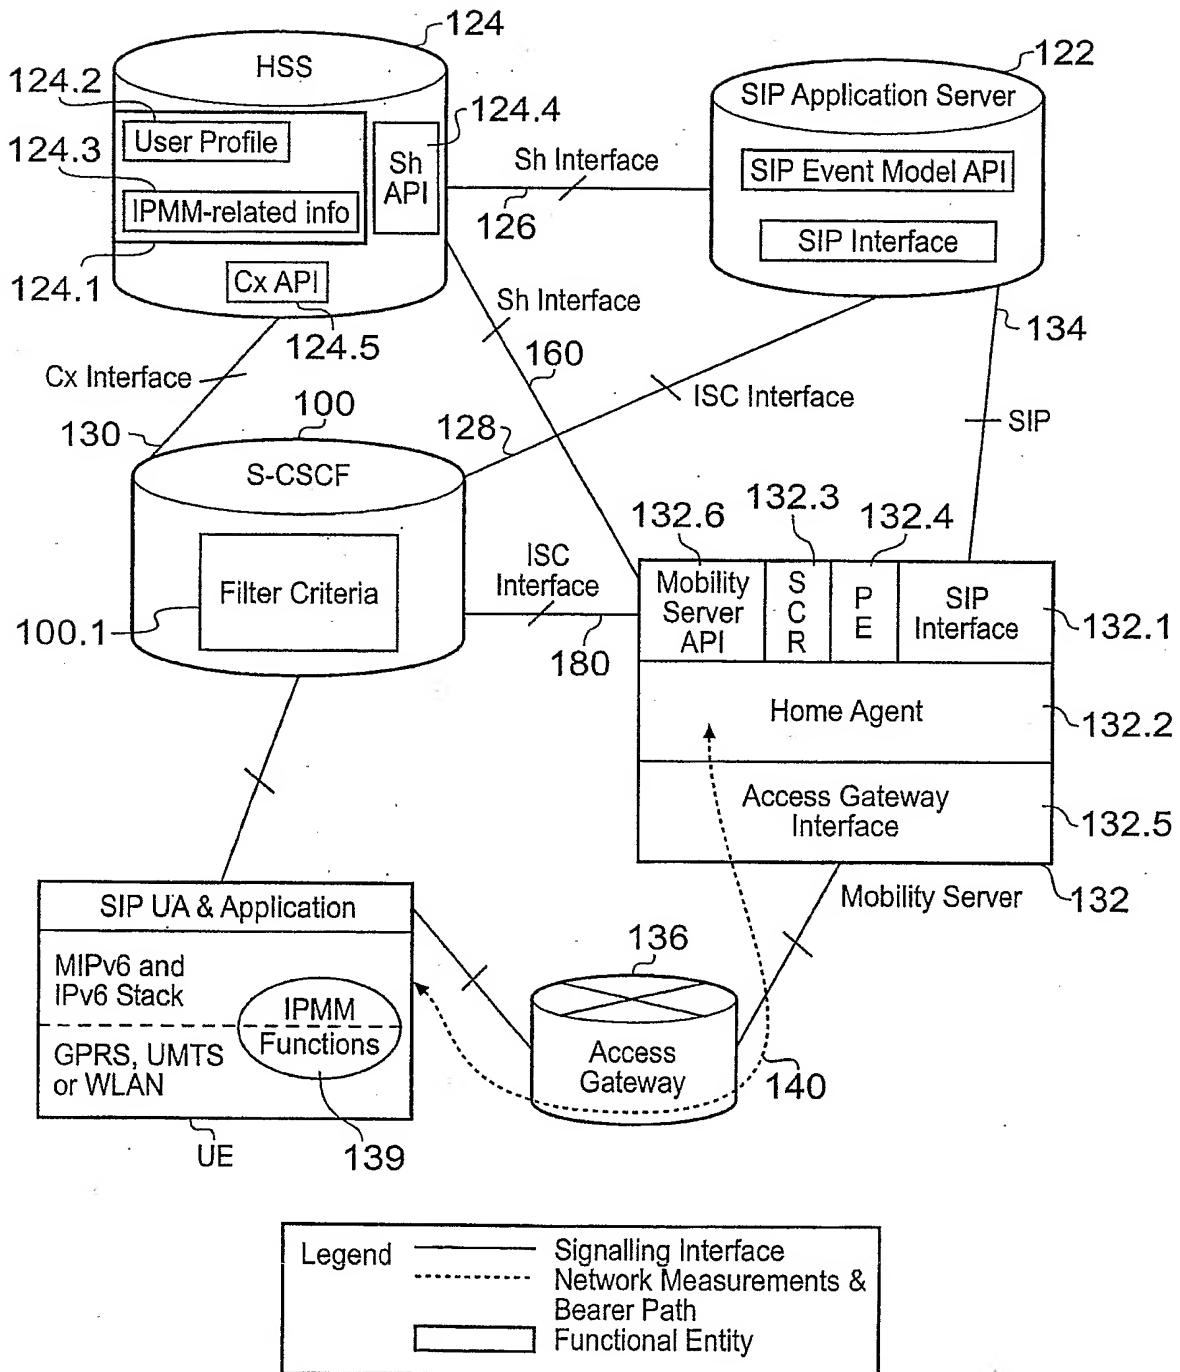 124
HSS
122
124.2
SIP Application Server
124.4
User Profile
124.3
Sh
API
Sh Interface
SIP Event Model API
IPMM-related info
126
SIP Interface
124.1
Cx API
Sh Interface
134
124.5
160
Cx Interface
ISC Interface
100
130
128
SIP
S-CSCF
132.3
132.6
132.4
ISC
Interface
Mobility
Server
API
S
C
R
P
E
SIP
Interface
Filter Criteria
100.1
132.1
180
Home Agent
132.2
Access Gateway
Interface
132.5
SIP UA & Application
Mobility Server
132
136
MIPv6 and
IPv6 Stack
IPMM
Functions
GPRS, UMTS
or WLAN
Access
Gateway
140
UE
139
Legend
Signalling Interface
Network Measurements &
Bearer Path
Functional Entity